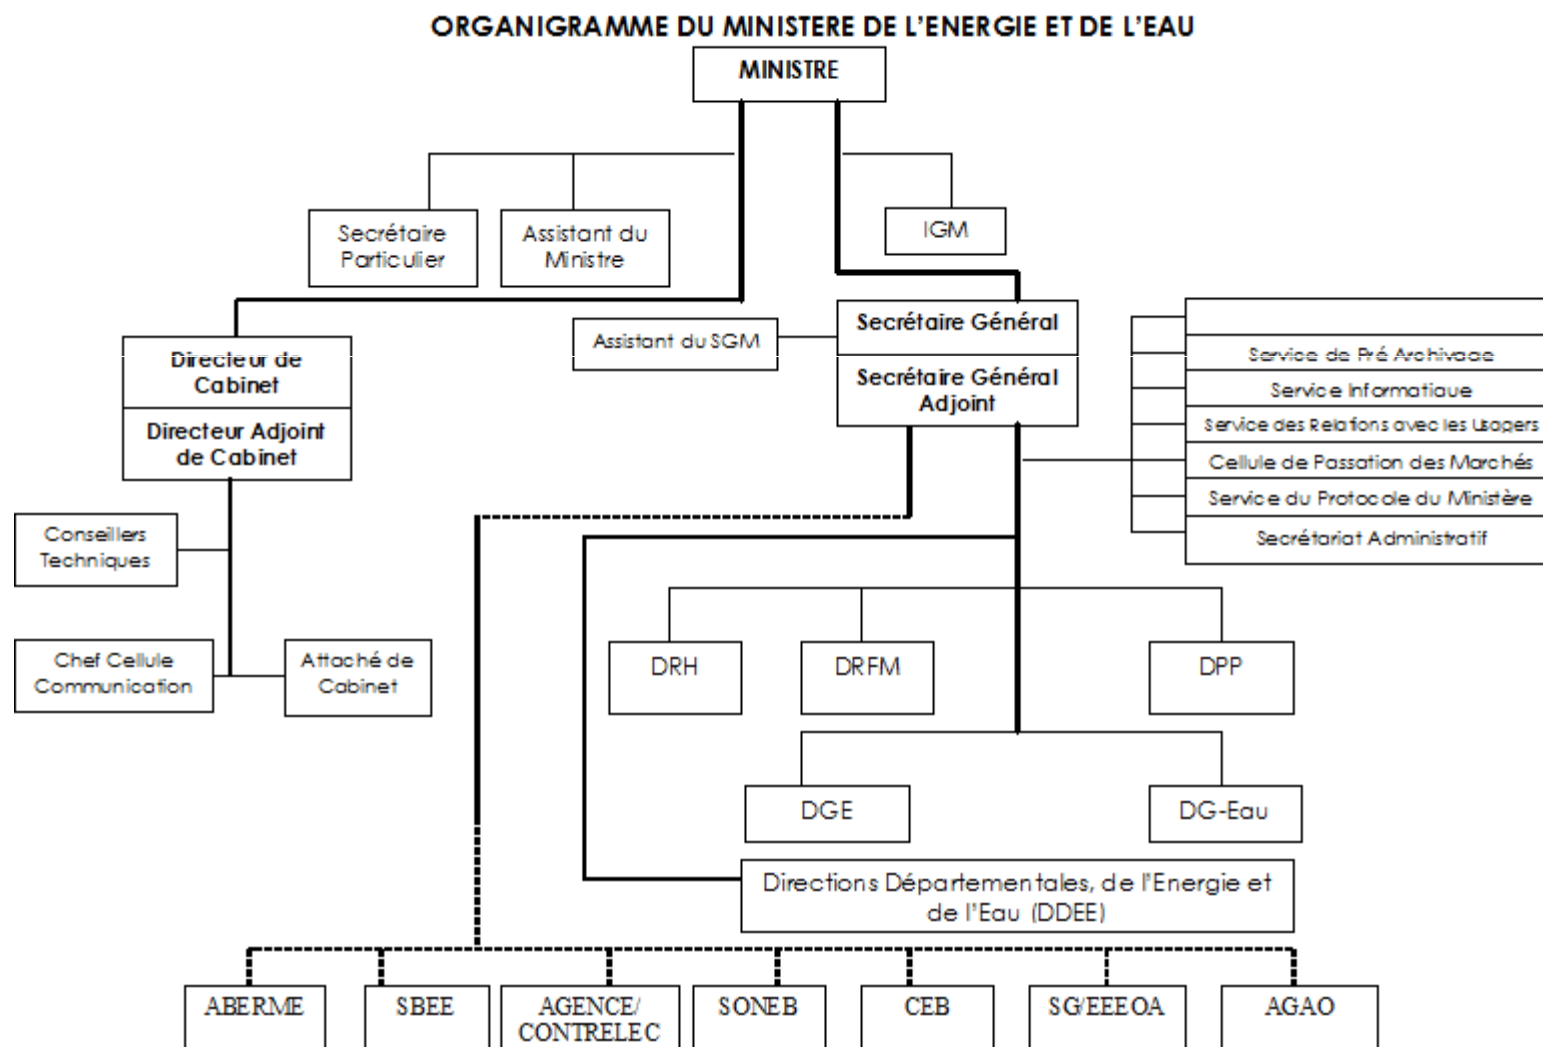 ORGANIGRAMME DU MINISTERE DE L'ENERGIE ET DE L'EAU
MINISTRE
Secrétaire
Particulier
Assistant du
Ministre
IGM
Assistant du SGM
Secrétaire Général
Secrétaire Général
Adjoint
Directeur de
Cabinet
Directeur Adjoint
de Cabinet
Service de Pré Archivage
Service Informatique
Service des Relations avec les Usagers
Cellule de Passation des Marchés
Service du Protocole du Ministère
Secrétariat Administratif
Conseillers
Techniques
Chef Cellule
Communication
Attaché de
Cabinet
DRH
DRFM
DPP
DGE
DG-Eau
Directions Départementales, de l'Energie et
de l'Eau (DDEE)
ABERME
SBEE
AGENCE/
CONTRELEC
SONEB
CEB
SG/EEEOA
AGAO